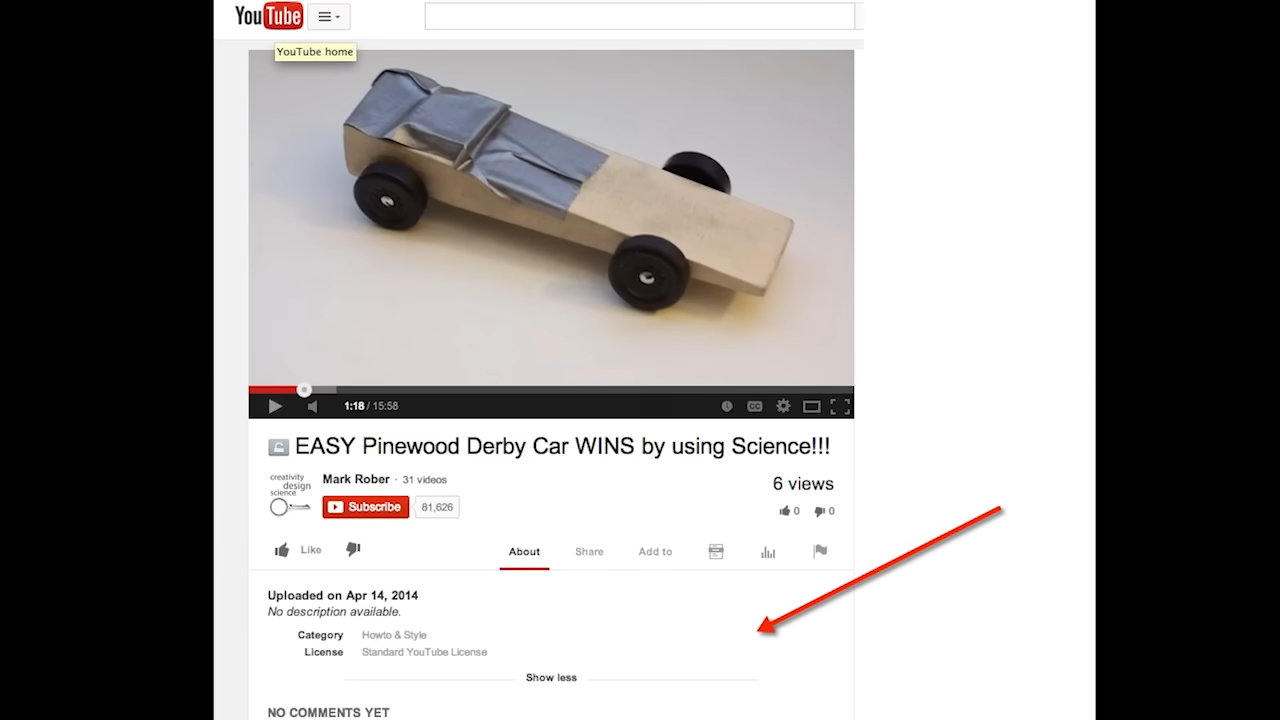 YouTube
YouTube home
1:18 / 15:58
CC
EASY Pinewood Derby Car WINS by using Science!!!
creativity
design
science
Mark Rober · 31 videos
6 views
Subscribe 81,626
0 0
Like
About Share Add to
Uploaded on Apr 14, 2014
No description available.
Category Howto & Style
License Standard YouTube License
Show less
NO COMMENTS YET